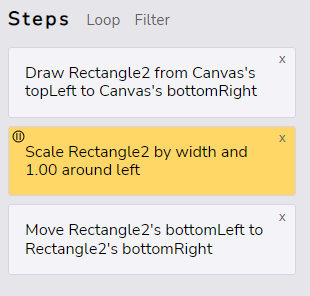 Steps Loop Filter
x
Draw Rectangle2 from Canvas's
topLeft to Canvas's bottomRight
x
Scale Rectangle2 by width and
1.00 around left
x
Move Rectangle2's bottomLeft to
Rectangle2's bottomRight